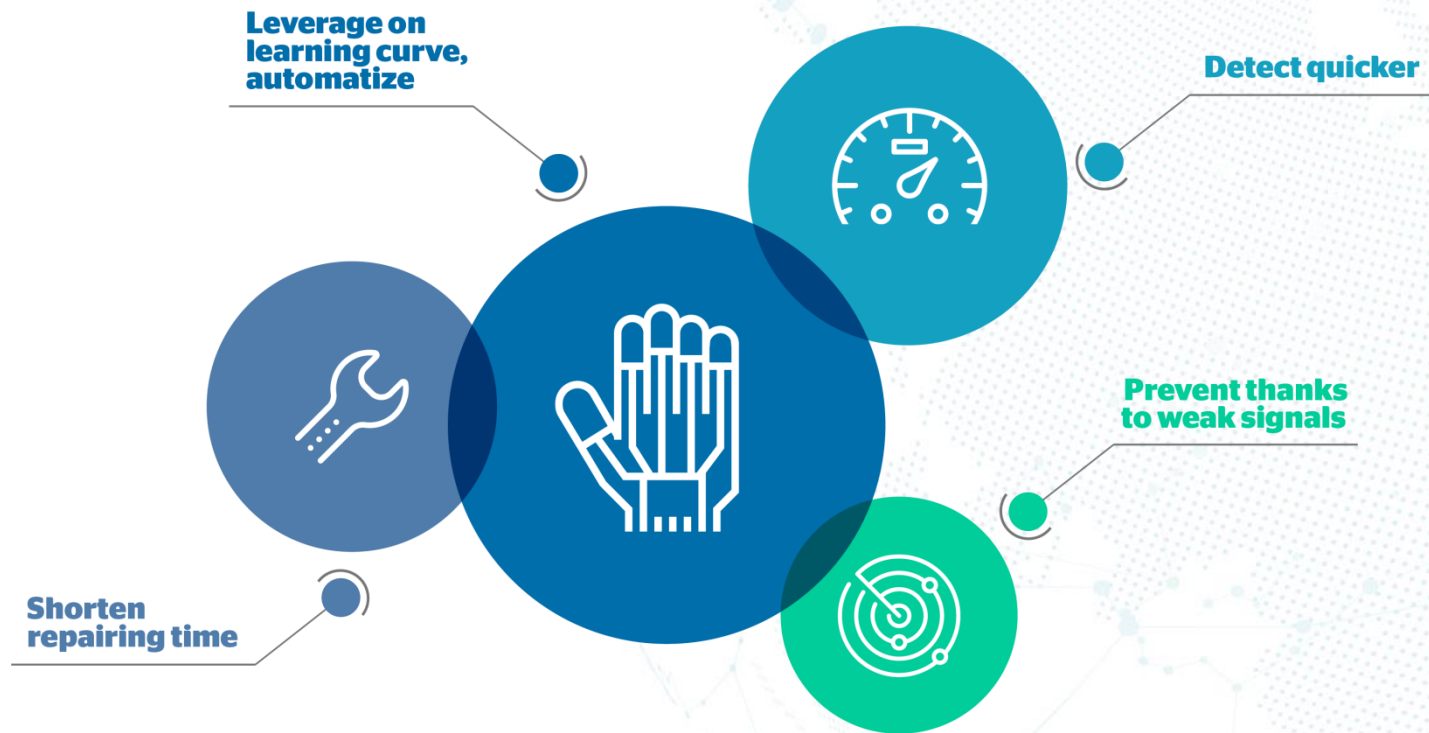 Leverage on
learning curve,
automatize
Detect quicker
Prevent thanks
to weak signals
Shorten
repairing time